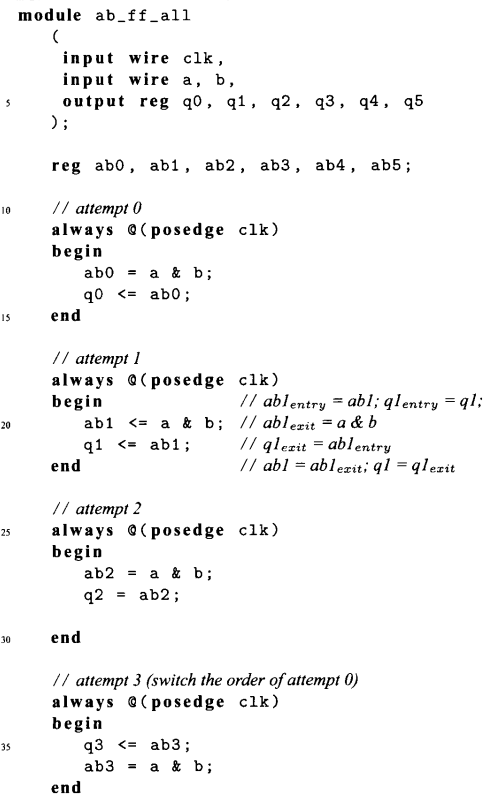 module ab_ff_all
(
input wire clk,
input wire a, b,
5 output reg q0, q1, q2, q3, q4, q5
);
reg ab0, ab1, ab2, ab3, ab4, ab5;
10 // attempt 0
always @(posedge clk)
begin
ab0 = a & b;
q0 <= ab0;
15 end
// attempt 1
always @(posedge clk)
begin // ab1entry = ab1; q1entry = q1;
20 ab1 <= a & b; // ab1exit = a & b
q1 <= ab1; // q1exit = ab1entry
end // ab1 = ab1exit; q1 = q1exit
// attempt 2
25 always @(posedge clk)
begin
ab2 = a & b;
q2 = ab2;
30 end
// attempt 3 (switch the order of attempt 0)
always @(posedge clk)
begin
35 q3 <= ab3;
ab3 = a & b;
end